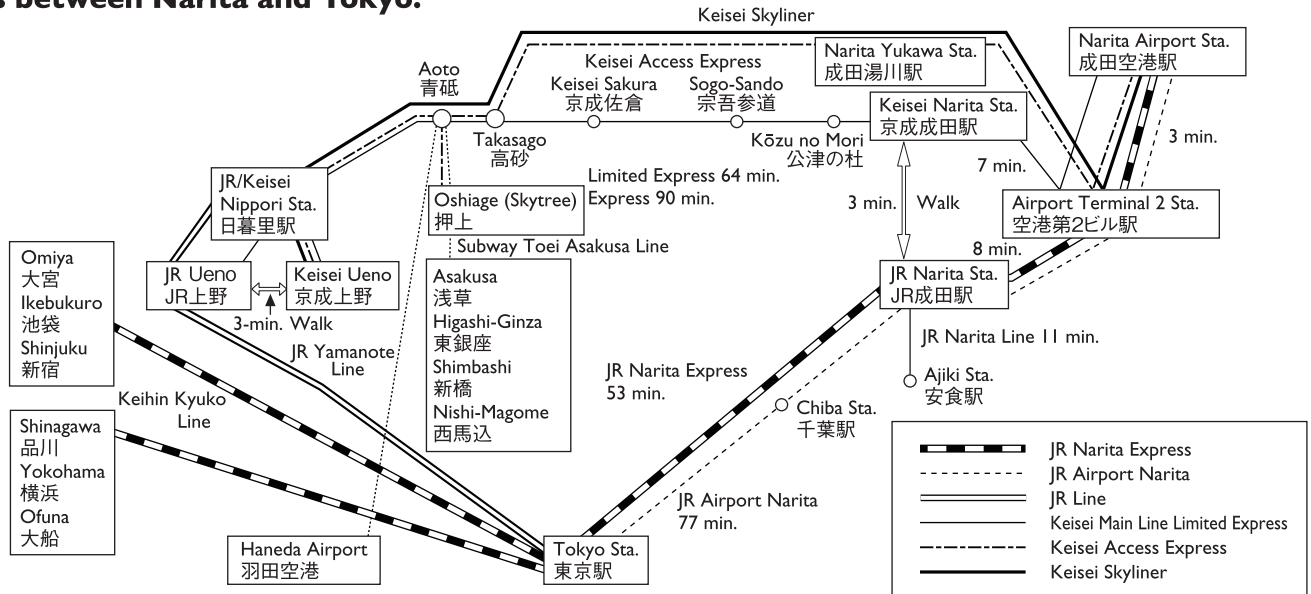 s between Narita and Tokyo.
Keisei Skyliner
Narita Airport Sta.
成田空港駅
Narita Yukawa Sta.
成田湯川駅
Aoto
青砥
Keisei Access Express
Keisei Sakura
京成佐倉
Sogo-Sando
宗吾参道
Keisei Narita Sta.
京成成田駅
Takasago
高砂
Kōzu no Mori
公津の杜
3 min.
7 min.
Limited Express 64 min.
Express 90 min.
JR/Keisei
Nippori Sta.
日暮里駅
Oshiage (Skytree)
押上
3 min.
Walk
Airport Terminal 2 Sta.
空港第2ビル駅
Subway Toei Asakusa Line
8 min.
Omiya
大宮
Ikebukuro
池袋
Shinjuku
新宿
JR Ueno
JR上野
Keisei Ueno
京成上野
3-min. Walk
Asakusa
浅草
Higashi-Ginza
東銀座
Shimbashi
新橋
Nishi-Magome
西馬込
JR Narita Sta.
JR成田駅
JR Yamanote
Line
JR Narita Line 11 min.
JR Narita Express
53 min.
Ajiki Sta.
安食駅
Keihin Kyuko
Line
Chiba Sta.
千葉駅
Shinagawa
品川
Yokohama
横浜
Ofuna
大船
JR Airport Narita
77 min.
Haneda Airport
羽田空港
Tokyo Sta.
東京駅
JR Narita Express
JR Airport Narita
JR Line
Keisei Main Line Limited Express
Keisei Access Express
Keisei Skyliner